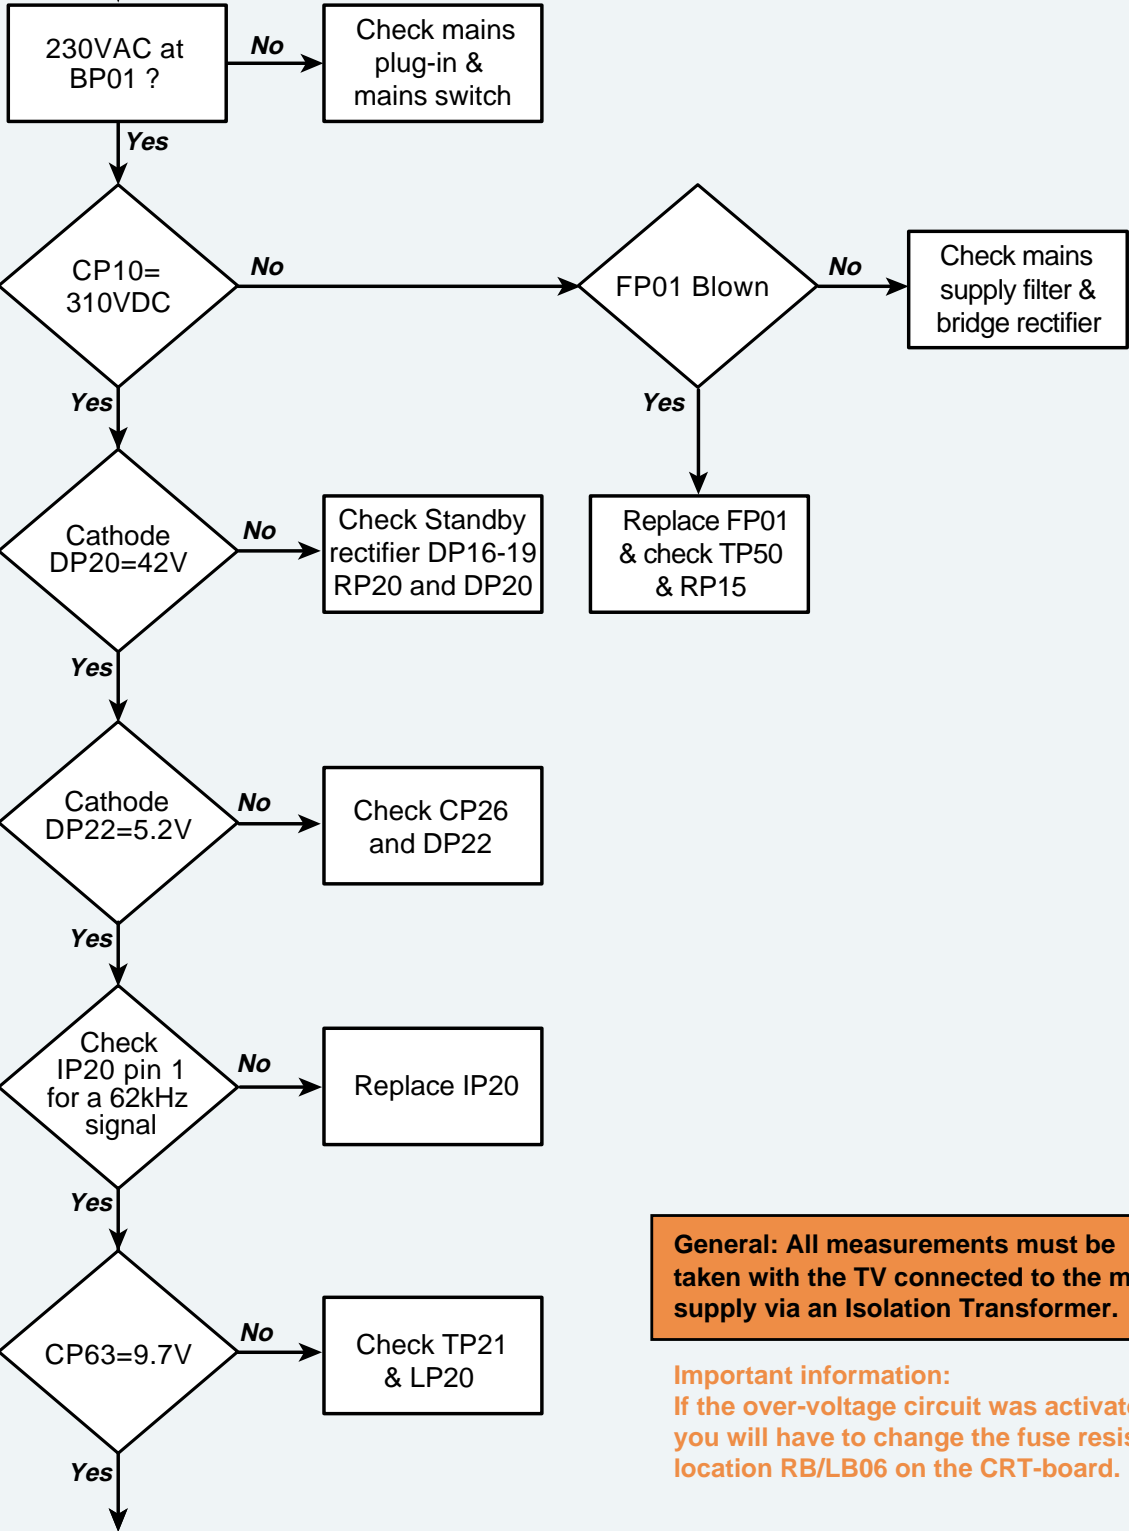 230VAC at
BP01 ?
No
Check mains
plug-in &
mains switch
Yes
CP10=
310VDC
No
FP01 Blown
No
Check mains
supply filter &
bridge rectifier
Yes
Yes
Cathode
DP20=42V
No
Check Standby
rectifier DP16-19
RP20 and DP20
Replace FP01
& check TP50
& RP15
Yes
Cathode
DP22=5.2V
No
Check CP26
and DP22
Yes
Check
IP20 pin 1
for a 62kHz
signal
No
Replace IP20
Yes
CP63=9.7V
No
Check TP21
& LP20
Yes
General: All measurements must be
taken with the TV connected to the
supply via an Isolation Transformer.
Important information:
If the over-voltage circuit was
you will have to change the fuse
location RB/LB06 on the CRT-board.